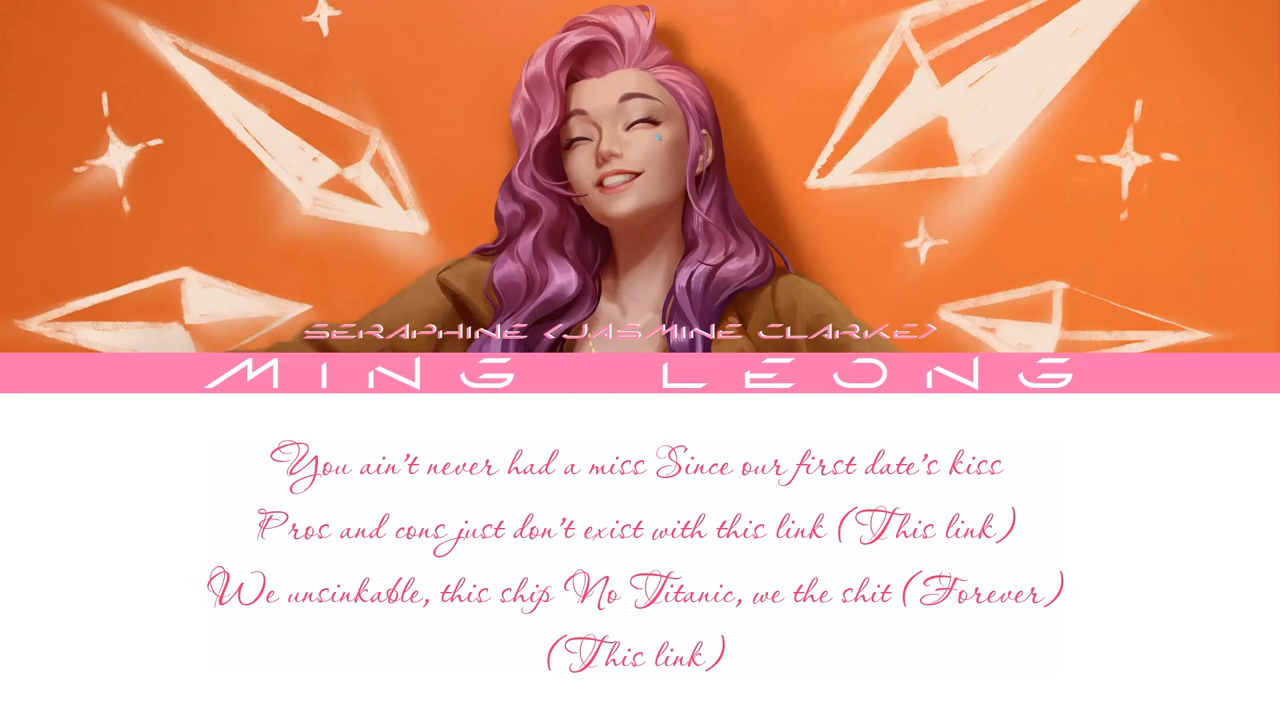 SERAPHINE (JASMINE CLARKE)
MING LEONG
You ain't never had a miss Since our first date's kiss
Pros and cons just don't exist with this link (This link)
We unsinkable, this ship No Titanic, we the shit (Forever)
(This link)